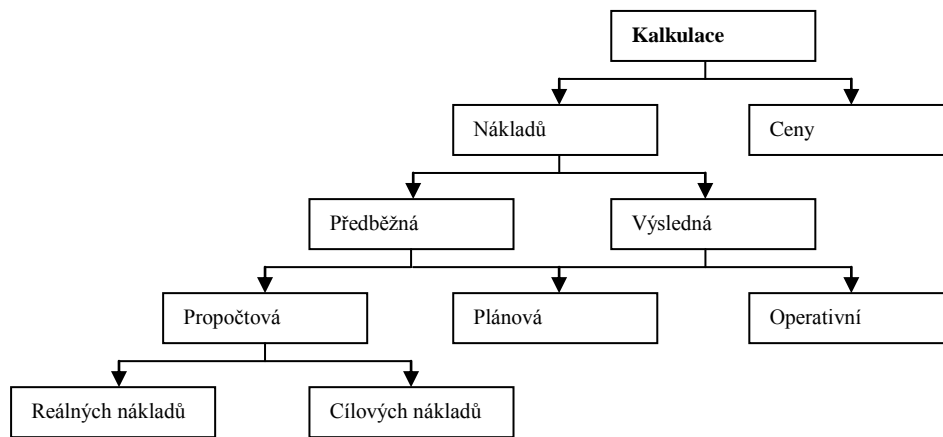 Kalkulace
Nákladů
Ceny
Předběžná
Výsledná
Propočtová
Plánová
Operativní
Reálných nákladů
Cílových nákladů